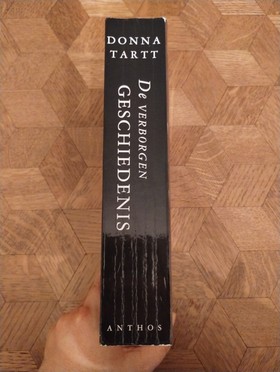 DONNA
TARTT
De VERBORGEN
GESCHIEDENIS
ANTHOS